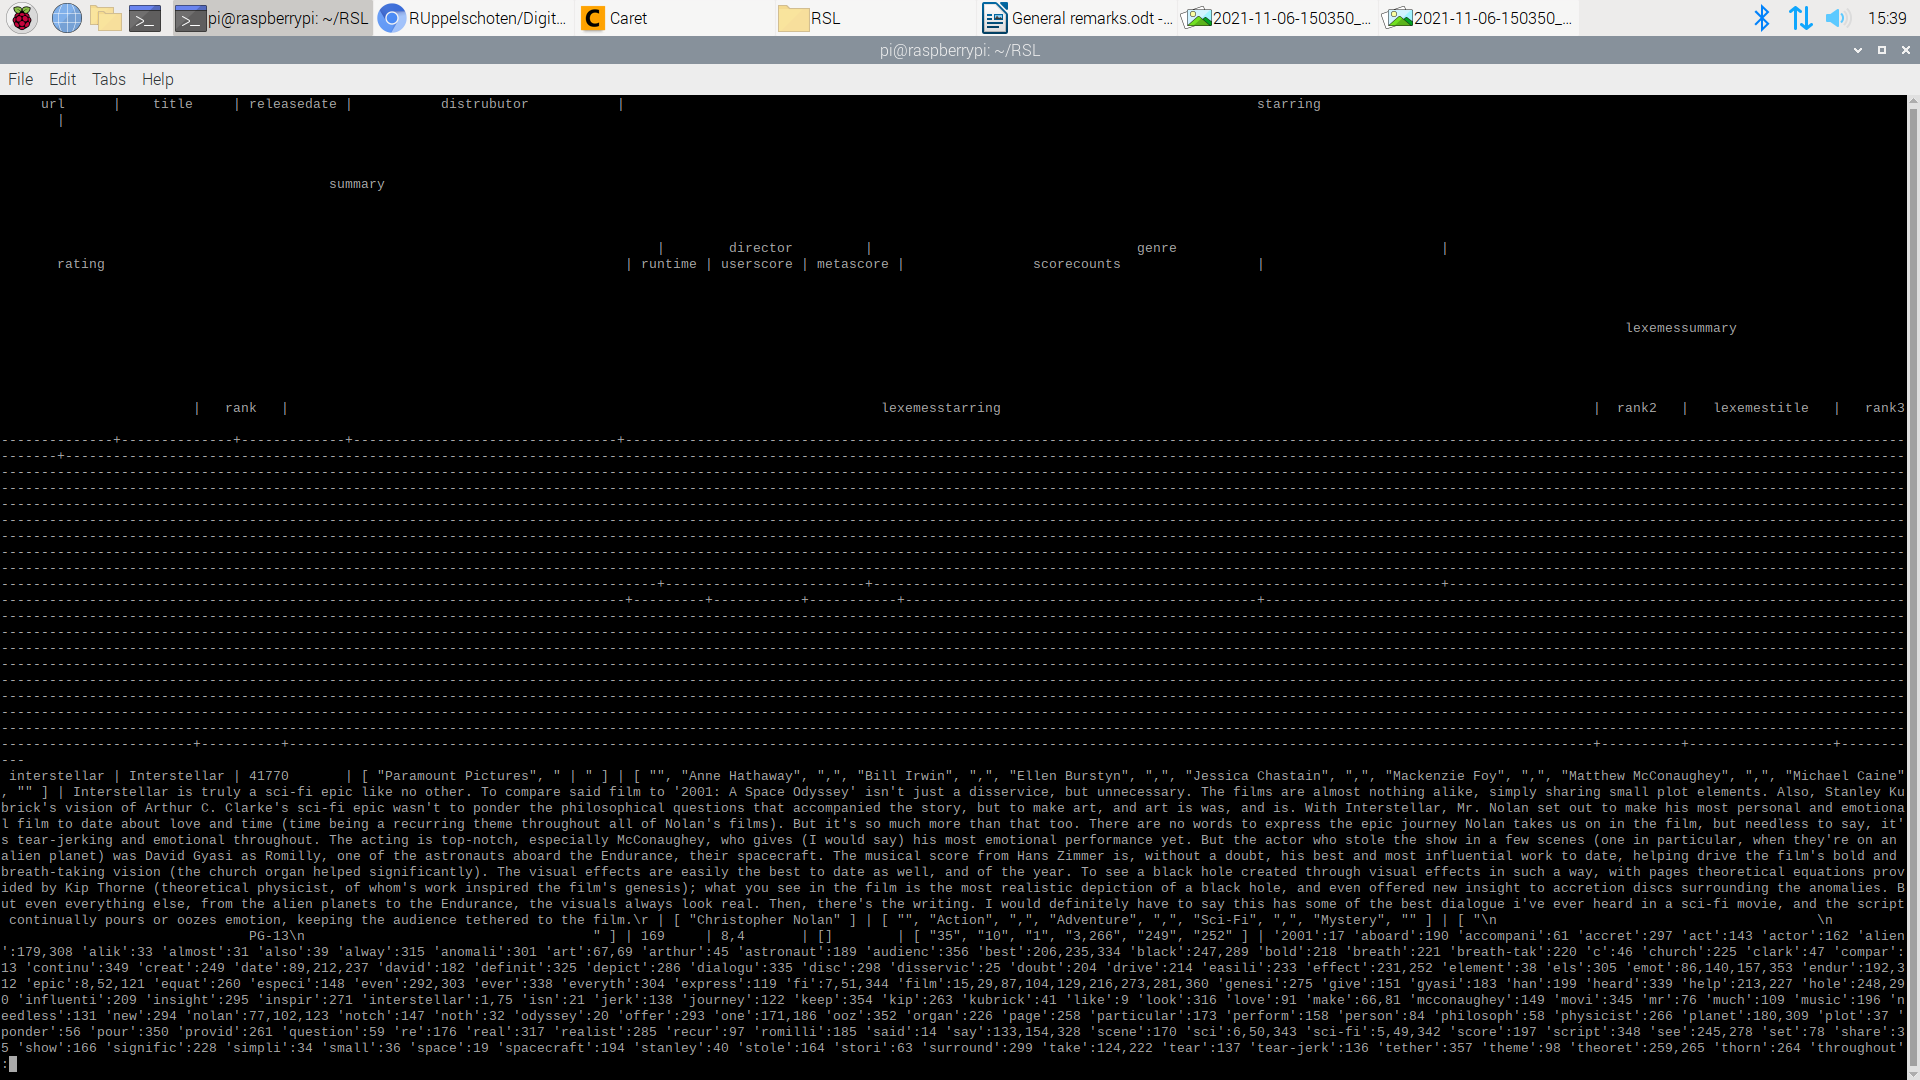 pi@raspberrypi: ~/RSL RUppelschoten/Digit... Caret RSL General remarks.odt -... 2021-11-06-150350_... 2021-11-06-150350_... 15:39
pi@raspberrypi: ~/RSL
File Edit Tabs Help
url | title | releasedate | distrubutor | starring
|
summary
| director | genre |
rating | runtime | userscore | metascore | scorecounts |
lexemessummary
| rank | lexemesstarring | rank2 | lexemestitle | rank3
interstellar | Interstellar | 41770 | [ "Paramount Pictures", " | " ] | [ "", "Anne Hathaway", ",", "Bill Irwin", ",", "Ellen Burstyn", ",", "Jessica Chastain", ",", "Mackenzie Foy", ",", "Matthew McConaughey", ",", "Michael Caine"
, "" ] | Interstellar is truly a sci-fi epic like no other. To compare said film to '2001: A Space Odyssey' isn't just a disservice, but unnecessary. The films are almost nothing alike, simply sharing small plot elements. Also, Stanley Ku
brick's vision of Arthur C. Clarke's sci-fi epic wasn't to ponder the philosophical questions that accompanied the story, but to make art, and art is was, and is. With Interstellar, Mr. Nolan set out to make his most personal and emotiona
l film to date about love and time (time being a recurring theme throughout all of Nolan's films). But it's so much more than that too. There are no words to express the epic journey Nolan takes us on in the film, but needless to say, it'
s tear-jerking and emotional throughout. The acting is top-notch, especially McConaughey, who gives (I would say) his most emotional performance yet. But the actor who stole the show in a few scenes (one in particular, when they're on an
alien planet) was David Gyasi as Romilly, one of the astronauts aboard the Endurance, their spacecraft. The musical score from Hans Zimmer is, without a doubt, his best and most influential work to date, helping drive the film's bold and
breath-taking vision (the church organ helped significantly). The visual effects are easily the best to date as well, and of the year. To see a black hole created through visual effects in such a way, with pages theoretical equations prov
ided by Kip Thorne (theoretical physicist, of whom's work inspired the film's genesis); what you see in the film is the most realistic depiction of a black hole, and even offered new insight to accretion discs surrounding the anomalies. B
ut even everything else, from the alien planets to the Endurance, the visuals always look real. Then, there's the writing. I would definitely have to say this has some of the best dialogue i've ever heard in a sci-fi movie, and the script
continually pours or oozes emotion, keeping the audience tethered to the film.\r | [ "Christopher Nolan" ] | [ "", "Action", ",", "Adventure", ",", "Sci-Fi", ",", "Mystery", "" ] | [ "\n \n
PG-13\n " ] | 169 | 8,4 | [] | [ "35", "10", "1", "3,266", "249", "252" ] | '2001':17 'aboard':190 'accompani':61 'accret':297 'act':143 'actor':162 'alien
':179,308 'alik':33 'almost':31 'also':39 'alway':315 'anomali':301 'art':67,69 'arthur':45 'astronaut':189 'audienc':356 'best':206,235,334 'black':247,289 'bold':218 'breath':221 'breath-tak':220 'c':46 'church':225 'clark':47 'compar':
13 'continu':349 'creat':249 'date':89,212,237 'david':182 'definit':325 'depict':286 'dialogu':335 'disc':298 'disservic':25 'doubt':204 'drive':214 'easili':233 'effect':231,252 'element':38 'els':305 'emot':86,140,157,353 'endur':192,3
12 'epic':8,52,121 'equat':260 'especi':148 'even':292,303 'ever':338 'everyth':304 'express':119 'fi':7,51,344 'film':15,29,87,104,129,216,273,281,360 'genesi':275 'give':151 'gyasi':183 'han':199 'heard':339 'help':213,227 'hole':248,29
0 'influenti':209 'insight':295 'inspir':271 'interstellar':1,75 'isn':21 'jerk':138 'journey':122 'keep':354 'kip':263 'kubrick':41 'like':9 'look':316 'love':91 'make':66,81 'mcconaughey':149 'movi':345 'mr':76 'much':109 'music':196 'n
eedless':131 'new':294 'nolan':77,102,123 'notch':147 'noth':32 'odyssey':20 'offer':293 'one':171,186 'ooz':352 'organ':226 'page':258 'particular':173 'perform':158 'person':84 'philosoph':58 'physicist':266 'planet':180,309 'plot':37 '
ponder':56 'pour':350 'provid':261 'question':59 're':176 'real':317 'realist':285 'recur':97 'romilli':185 'said':14 'say':133,154,328 'scene':170 'sci':6,50,343 'sci-fi':5,49,342 'score':197 'script':348 'see':245,278 'set':78 'share':3
5 'show':166 'signific':228 'simpli':34 'small':36 'space':19 'spacecraft':194 'stanley':40 'stole':164 'stori':63 'surround':299 'take':124,222 'tear':137 'tear-jerk':136 'tether':357 'theme':98 'theoret':259,265 'thorn':264 'throughout'
: